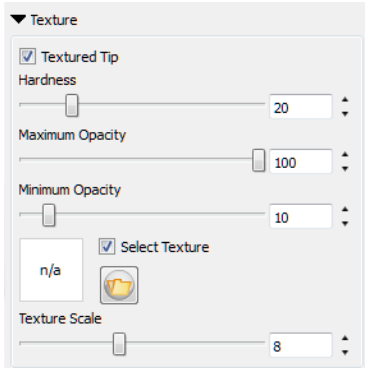 Texture
Textured Tip
Hardness
20
Maximum Opacity
100
Minimum Opacity
10
n/a
Select Texture
Texture Scale
8